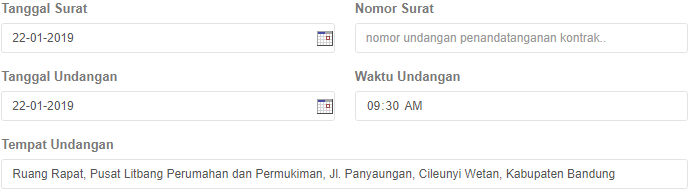 Tanggal Surat Nomor Surat
22-01-2019 nomor undangan penandatanganan kontrak..
Tanggal Undangan Waktu Undangan
22-01-2019 09:30 AM
Tempat Undangan
Ruang Rapat, Pusat Litbang Perumahan dan Permukiman, Jl. Panyaungan, Cileunyi Wetan, Kabupaten Bandung